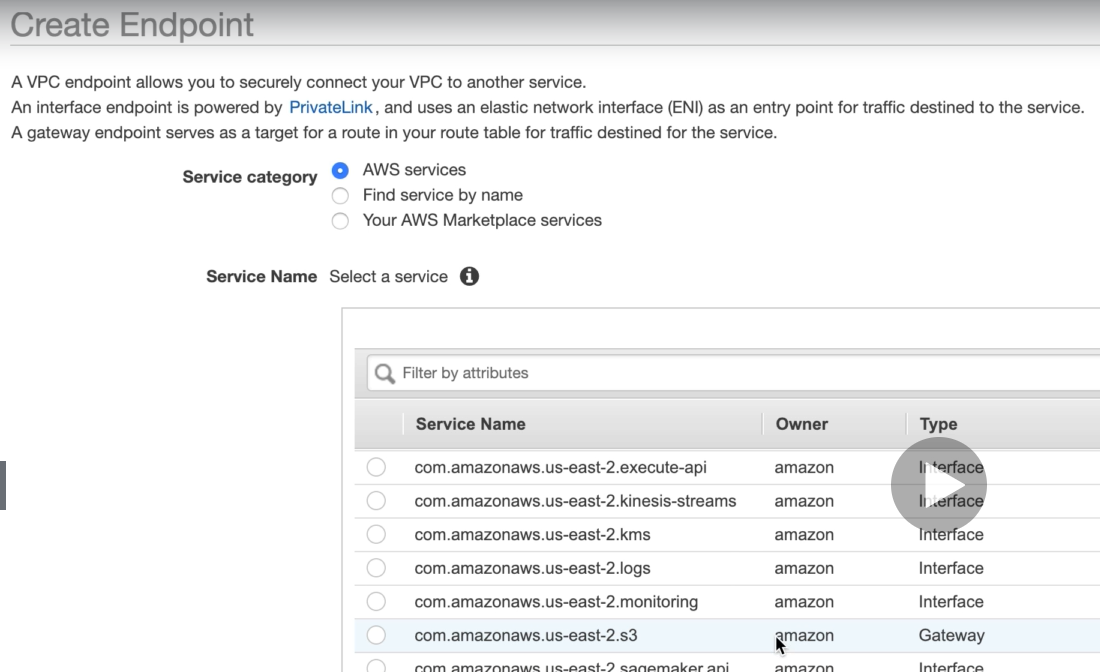 Create Endpoint
A VPC endpoint allows you to securely connect your VPC to another service.
An interface endpoint is powered by PrivateLink, and uses an elastic network interface (ENI) as an entry point for traffic destined to the service.
A gateway endpoint serves as a target for a route in your route table for traffic destined for the service.
Service category AWS services
Find service by name
Your AWS Marketplace services
Service Name Select a service
Filter by attributes
Service Name Owner Type
com.amazonaws.us-east-2.execute-api amazon Interface
com.amazonaws.us-east-2.kinesis-streams amazon Interface
com.amazonaws.us-east-2.kms amazon Interface
com.amazonaws.us-east-2.logs amazon Interface
com.amazonaws.us-east-2.monitoring amazon Interface
com.amazonaws.us-east-2.s3 amazon Gateway
com.amazonaws.us-east-2.sagemaker.api amazon Interface